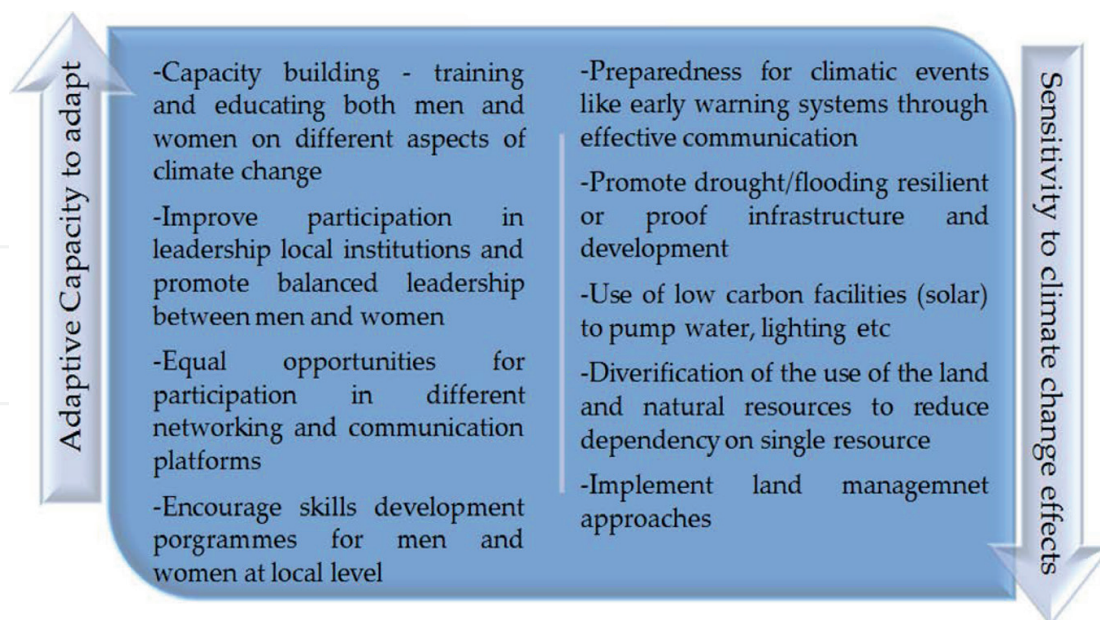 Adaptive Capacity to adapt
-Capacity building - training
and educating both men and
women on different aspects of
climate change
-Improve participation in
leadership local institutions and
promote balanced leadership
between men and women
-Equal opportunities for
participation in different
networking and communication
platforms
-Encourage skills development
porgrammes for men and
women at local level
-Preparedness for climatic events
like early warning systems through
effective communication
-Promote drought/flooding resilient
or proof infrastructure and
development
-Use of low carbon facilities (solar)
to pump water, lighting etc
-Diverification of the use of the land
and natural resources to reduce
dependency on single resource
-Implement land managemnet
approaches
Sensitivity to climate change effects